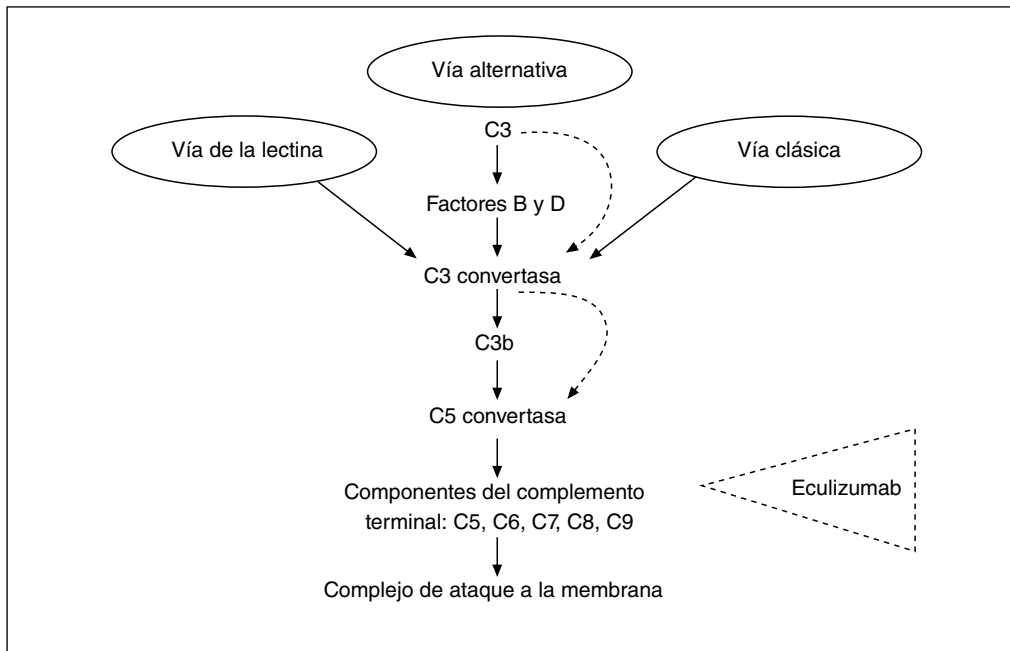 Vía alternativa
Vía de la lectina
C3
Vía clásica
Factores B y D
C3 convertasa
C3b
C5 convertasa
Componentes del complemento
terminal: C5, C6, C7, C8, C9
Eculizumab
Complejo de ataque a la membrana